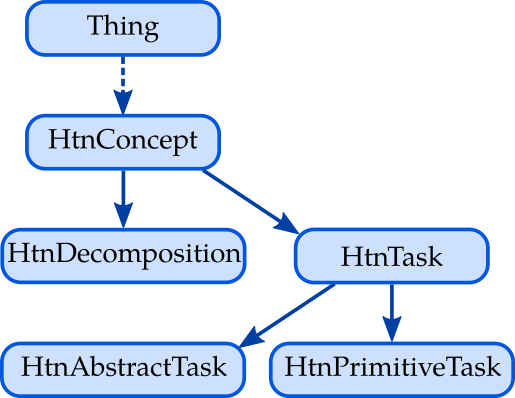 Thing
HtnConcept
HtnDecomposition
HtnTask
HtnAbstractTask
HtnPrimitiveTask